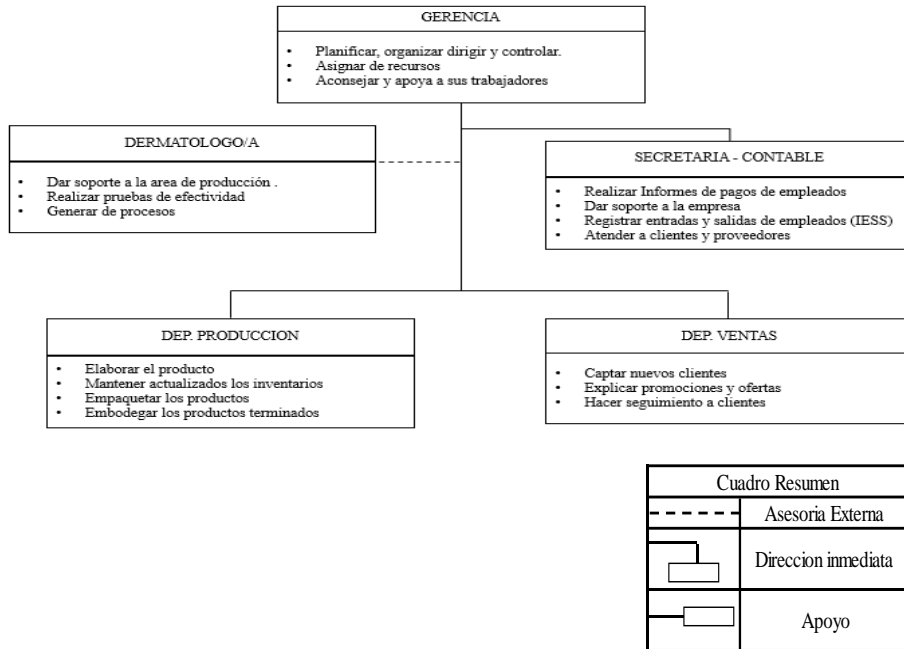 GERENCIA
• Planificar, organizar dirigir y controlar.
• Asignar de recursos
• Aconsejar y apoya a sus trabajadores
DERMATOLOGO/A
• Dar soporte a la area de producción .
• Realizar pruebas de efectividad
• Generar de procesos
SECRETARIA - CONTABLE
• Realizar Informes de pagos de empleados
• Dar soporte a la empresa
• Registrar entradas y salidas de empleados (IESS)
• Atender a clientes y proveedores
DEP. PRODUCCION
• Elaborar el producto
• Mantener actualizados los inventarios
• Empaquetar los productos
• Embodegar los productos terminados
DEP. VENTAS
• Captar nuevos clientes
• Explicar promociones y ofertas
• Hacer seguimiento a clientes
Cuadro Resumen
Asesoria Externa
Direccion inmediata
Apoyo